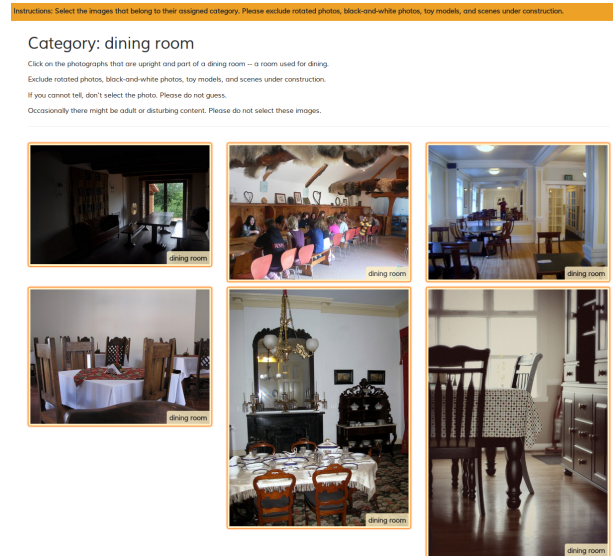 Instructions: Select the images that belong to their assigned category. Please exclude rotated photos, black-and-white photos, toy models, and scenes under construction.
Category: dining room
Click on the photographs that are upright and part of a dining room -- a room used for dining.
Exclude rotated photos, black-and-white photos, toy models, and scenes under construction.
If you cannot tell, don't select the photo. Please do not guess.
Occasionally there might be adult or disturbing content. Please do not select these images.
dining room
dining room
dining room
dining room
dining room
dining room